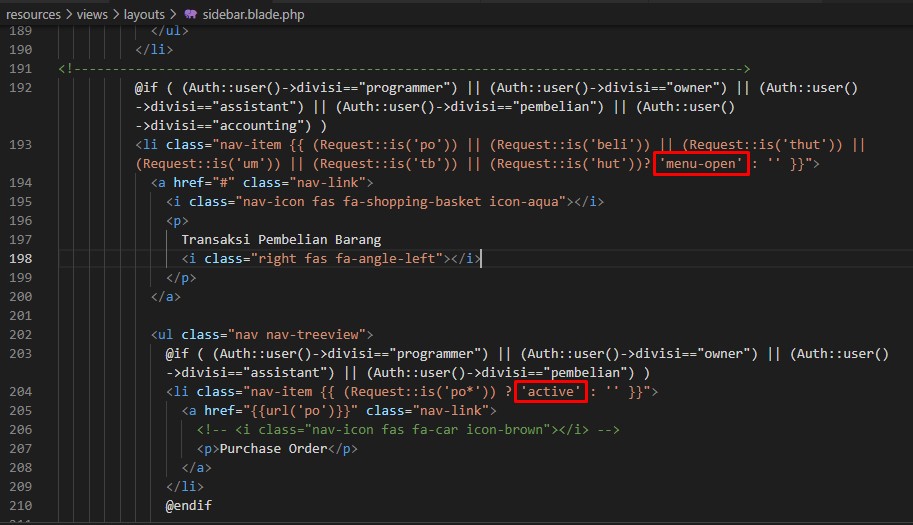 resources > views > layouts > sidebar.blade.php
189 </ul>
190 </li>
191 <!--------------------------------------------------------------------------------------->
192 @if ( (Auth::user()->divisi=="programmer") || (Auth::user()->divisi=="owner") || (Auth::user()
->divisi=="assistant") || (Auth::user()->divisi=="pembelian") || (Auth::user()
->divisi=="accounting") )
193 <li class="nav-item {{ (Request::is('po')) || (Request::is('beli')) || (Request::is('thut')) ||
(Request::is('um')) || (Request::is('tb')) || (Request::is('hut'))? 'menu-open' : '' }}">
194 <a href="#" class="nav-link">
195 <i class="nav-icon fas fa-shopping-basket icon-aqua"></i>
196 <p>
197 Transaksi Pembelian Barang
198 <i class="right fas fa-angle-left"></i>
199 </p>
200 </a>
201
202 <ul class="nav nav-treeview">
203 @if ( (Auth::user()->divisi=="programmer") || (Auth::user()->divisi=="owner") || (Auth::user()
->divisi=="assistant") || (Auth::user()->divisi=="pembelian") )
204 <li class="nav-item {{ (Request::is('po*')) ? 'active' : '' }}">
205 <a href="{{url('po')}}" class="nav-link">
206 <!-- <i class="nav-icon fas fa-car icon-brown"></i> -->
207 <p>Purchase Order</p>
208 </a>
209 </li>
210 @endif
211